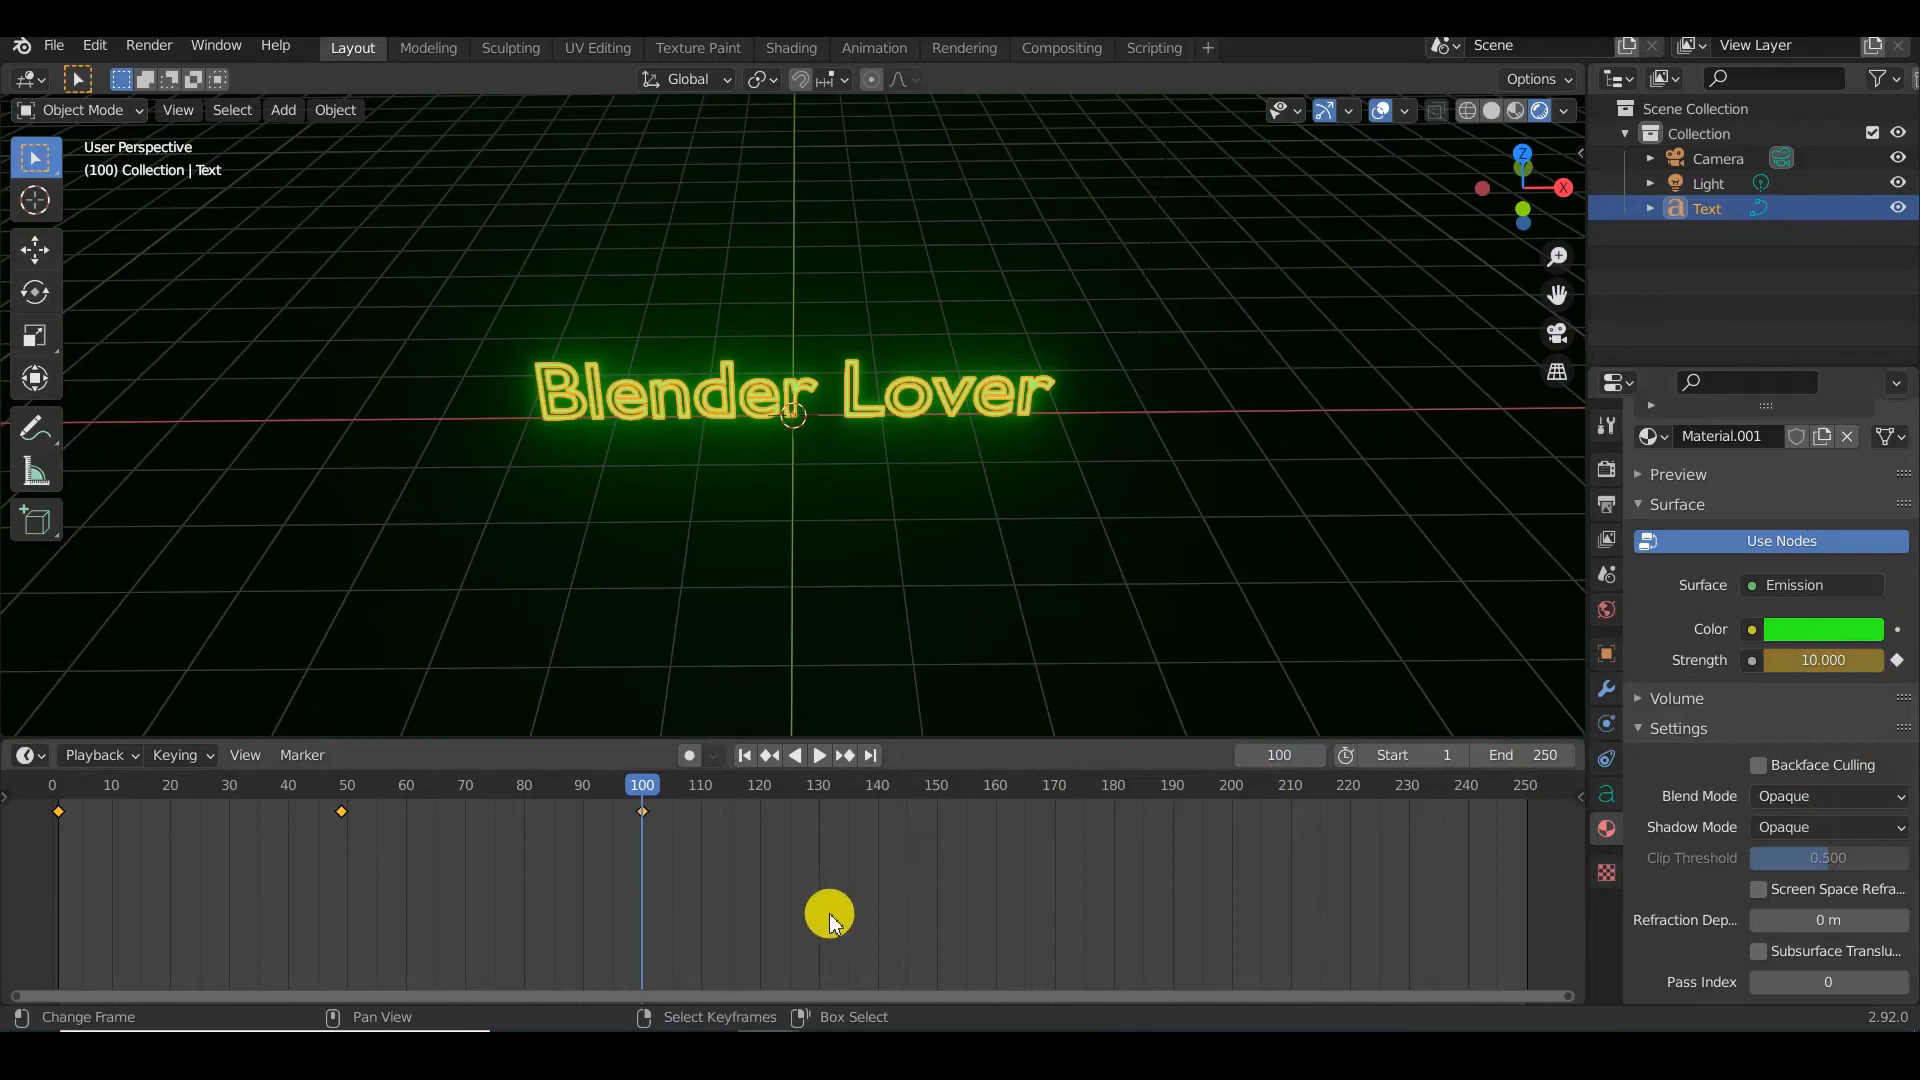 File Edit Render Window Help Layout Modeling Sculpting UV Editing Texture Paint Shading Animation Rendering Compositing Scripting + Scene View Layer
Global Options
Object Mode View Select Add Object
User Perspective
(100) Collection | Text
Z
X
Blender Lover
Scene Collection
Collection
Camera
Light
Text
Material.001
Preview
Surface
Use Nodes
Surface Emission
Color
Strength 10.000
Volume
Settings
Backface Culling
Blend Mode Opaque
Shadow Mode Opaque
Clip Threshold 0.500
Screen Space Refra...
Refraction Dep... 0 m
Subsurface Translu...
Pass Index 0
Playback Keying View Marker 100 Start 1 End 250
0 10 20 30 40 50 60 70 80 90 100 110 120 130 140 150 160 170 180 190 200 210 220 230 240 250
Change Frame Pan View Select Keyframes Box Select 2.92.0